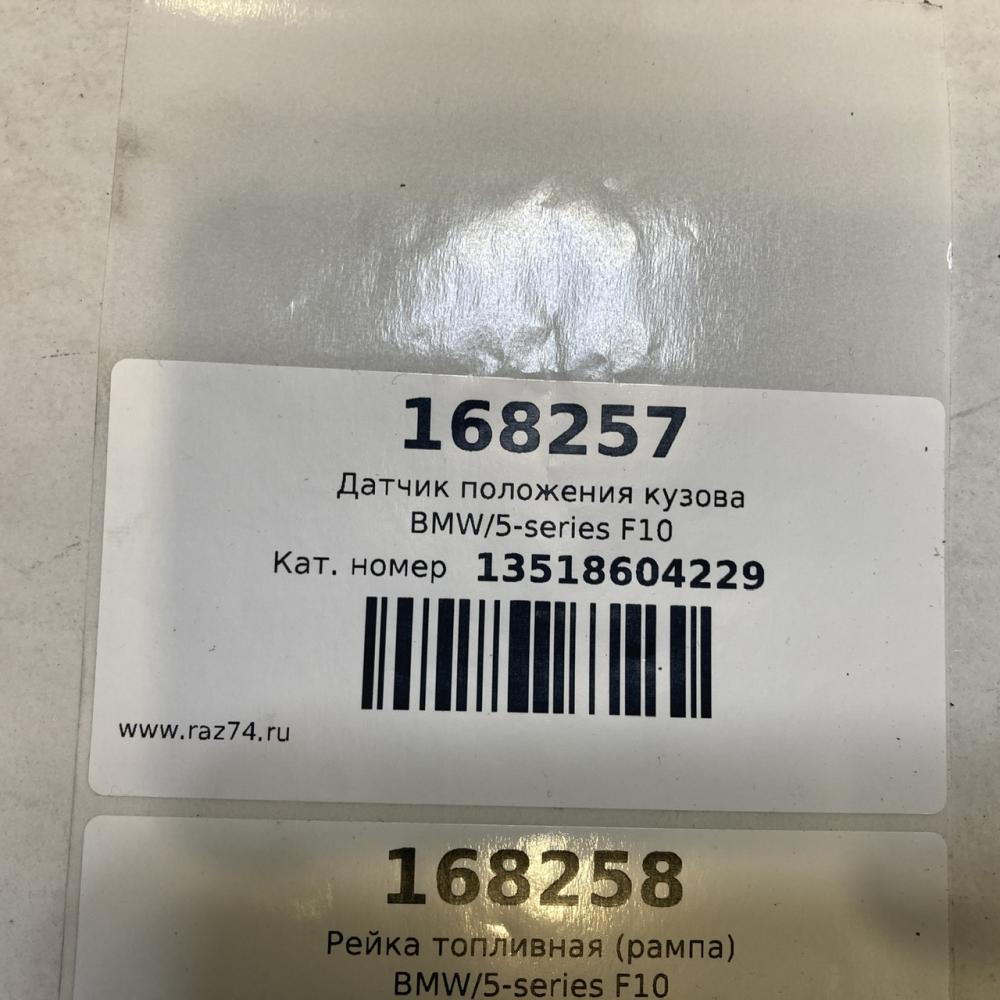 168257
Датчик положения кузова
BMW/5-series F10
Кат. номер 13518604229
www.raz74.ru
168258
Рейка топливная (рампа)
BMW/5-series F10